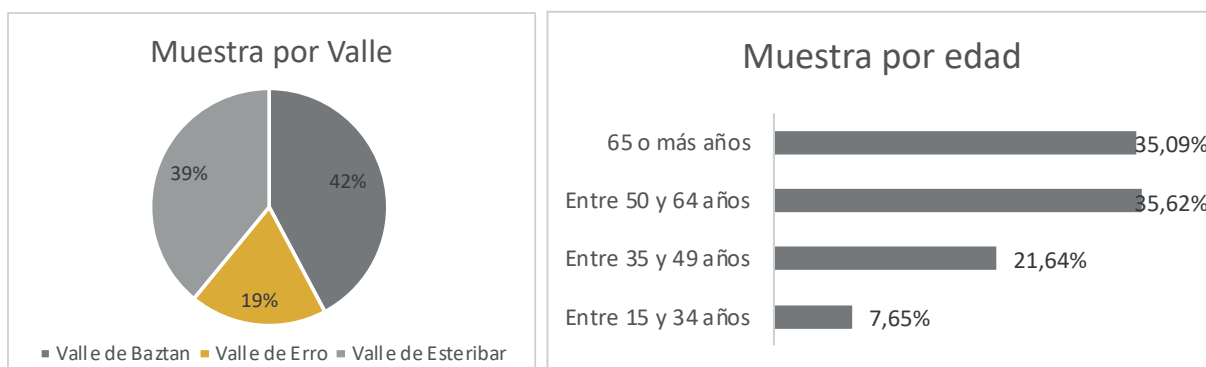 Muestra por Valle
42%
19%
39%
Valle de Baztan Valle de Erro Valle de Esteribar
Muestra por edad
65 o más años 35,09%
Entre 50 y 64 años 35,62%
Entre 35 y 49 años 21,64%
Entre 15 y 34 años 7,65%